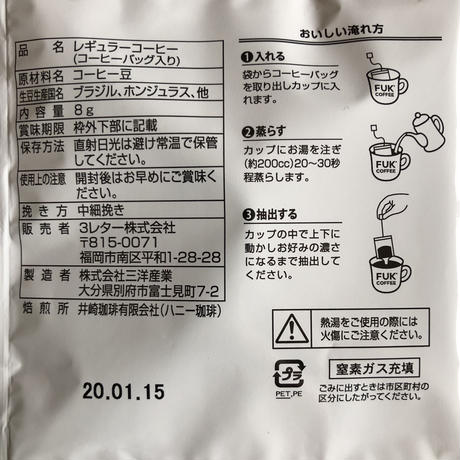 品名 レギュラーコーヒー
(コーヒーバッグ入り)
原材料名 コーヒー豆
生豆生産国名 ブラジル、ホンジュラス、他
内容量 8g
賞味期限 枠外下部に記載
保存方法 直射日光は避け常温で保管
してください。
使用上の注意 開封後はお早めにご賞味く
ださい。
挽き方 中細挽き
販売者 3レター株式会社
〒815-0071
福岡市南区平和1-28-28
製造者 株式会社三洋産業
大分県別府市富士見町7-2
焙煎所 井崎珈琲有限会社(ハニー珈琲)
20.01.15
おいしい淹れ方
❶入れる
袋からコーヒーバッグ
を取り出しカップに入
れます。
FUK
COFFEE
❷蒸らす
カップにお湯を注ぎ
(約200cc)20~30秒
程蒸らします。
FUK
COFFEE
❸抽出する
カップの中で上下に
動かしお好みの濃さ
になるまで抽出して
ください。
FUK
COFFEE
熱湯をご使用の際には
火傷にご注意ください。
プラ
PET,PE
窒素ガス充填
ごみに出すときは市区町村の
区分にしたがってください。